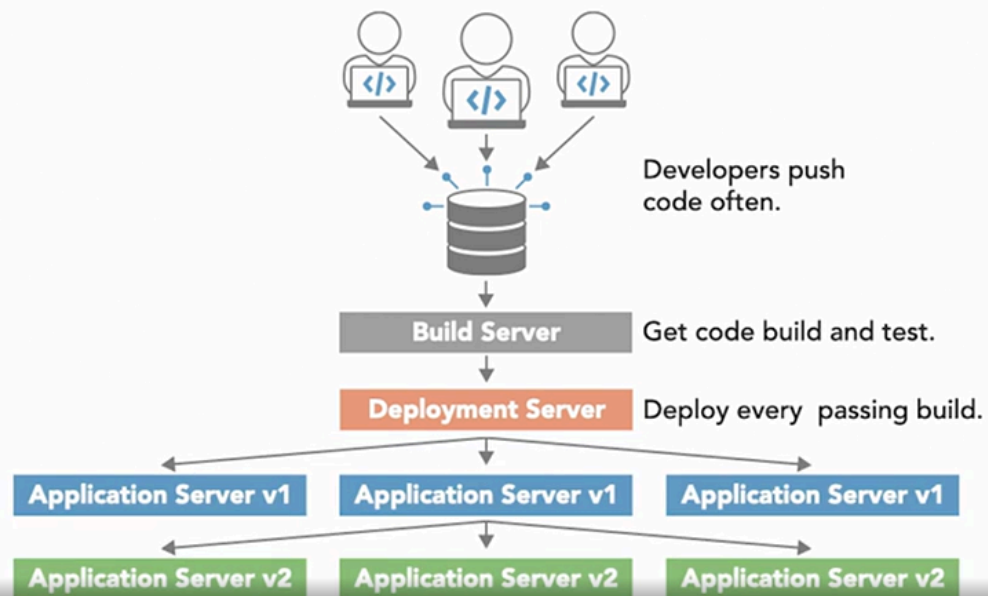 </>
</>
</>
Developers push
code often.
Build Server
Get code build and test.
Deployment Server
Deploy every passing build.
Application Server v1
Application Server v1
Application Server v1
Application Server v2
Application Server v2
Application Server v2